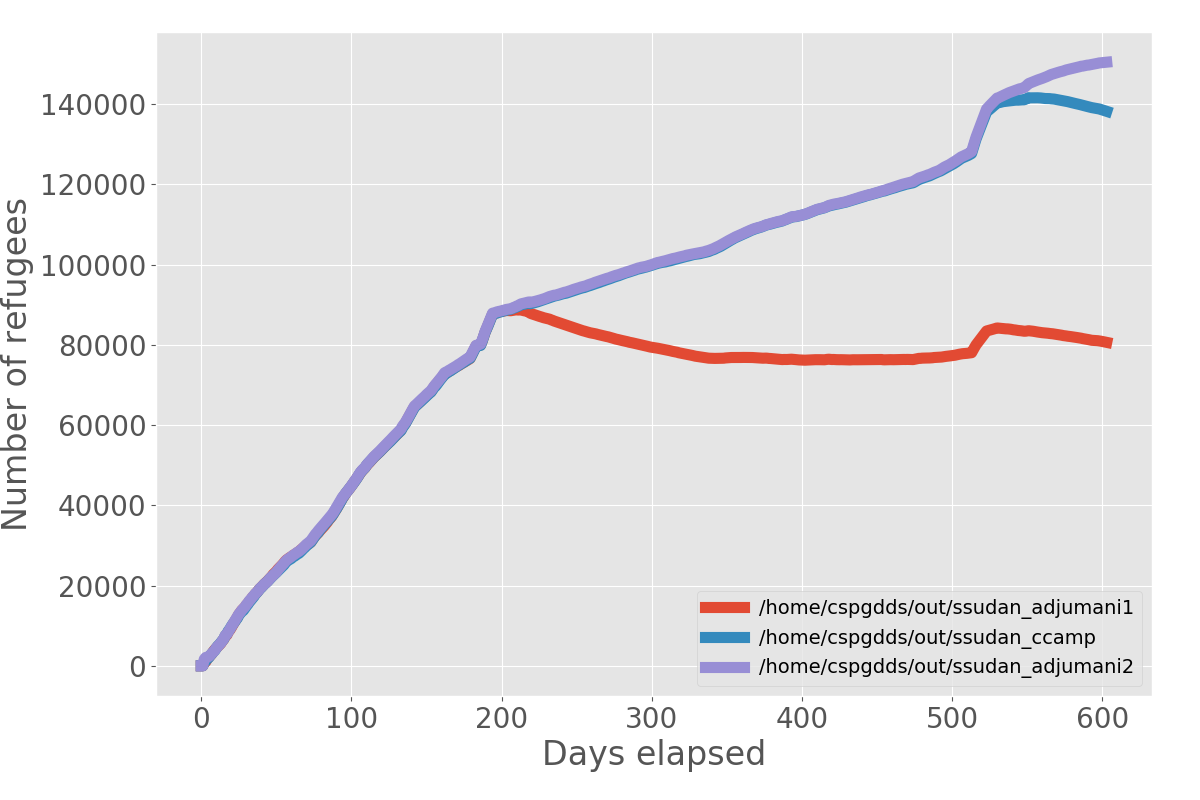 Number of refugees
140000
120000
100000
80000
60000
40000
20000
0
0 100 200 300 400 500 600
Days elapsed
/home/cspgdds/out/ssudan_adjumani1
/home/cspgdds/out/ssudan_ccamp
/home/cspgdds/out/ssudan_adjumani2